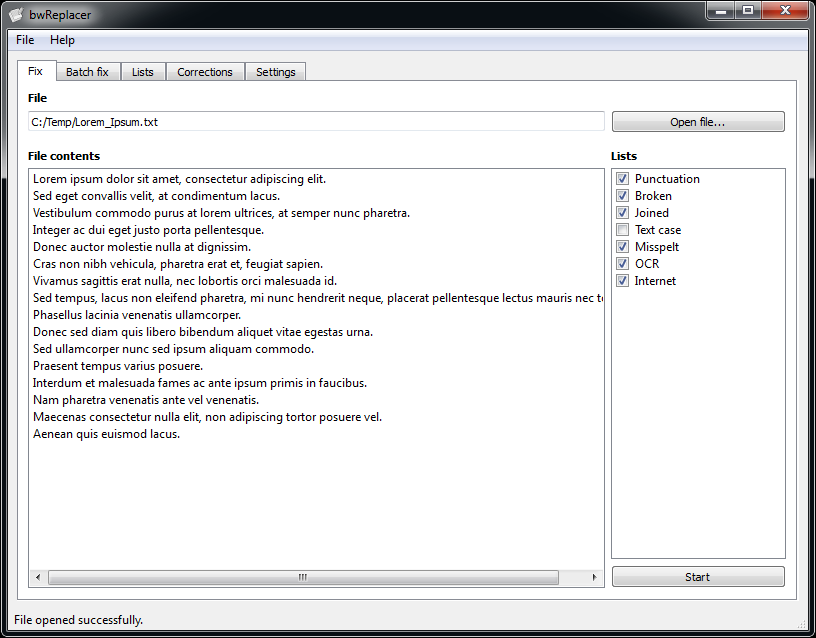 bwReplacer
File Help
Fix Batch fix Lists Corrections Settings
File
C:/Temp/Lorem_Ipsum.txt Open file...
File contents Lists
Lorem ipsum dolor sit amet, consectetur adipiscing elit.
Sed eget convallis velit, at condimentum lacus.
Vestibulum commodo purus at lorem ultrices, at semper nunc pharetra.
Integer ac dui eget justo porta pellentesque.
Donec auctor molestie nulla at dignissim.
Cras non nibh vehicula, pharetra erat et, feugiat sapien.
Vivamus sagittis erat nulla, nec lobortis orci malesuada id.
Sed tempus, lacus non eleifend pharetra, mi nunc hendrerit neque, placerat pellentesque lectus mauris nec
Phasellus lacinia venenatis ullamcorper.
Donec sed diam quis libero bibendum aliquet vitae egestas urna.
Sed ullamcorper nunc sed ipsum aliquam commodo.
Praesent tempus varius posuere.
Interdum et malesuada fames ac ante ipsum primis in faucibus.
Nam pharetra venenatis ante vel venenatis.
Maecenas consectetur nulla elit, non adipiscing tortor posuere vel.
Aenean quis euismod lacus.
Punctuation
Broken
Joined
Text case
Misspelt
OCR
Internet
Start
File opened successfully.